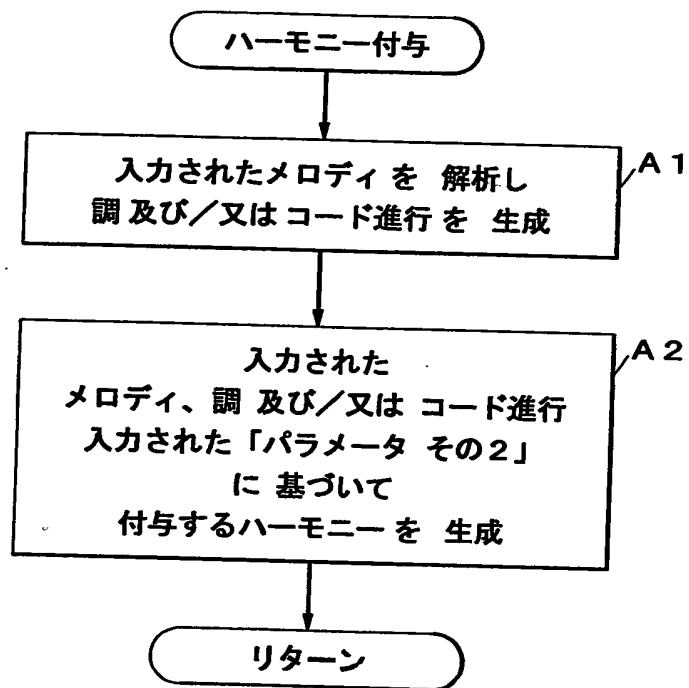 ハーモニー付与
入力されたメロディを 解析し
調 及び／又は コード進行 を 生成
A1
入力された
メロディ、調 及び／又は コード進行
入力された「パラメータ その2」
に 基づいて
付与するハーモニー を 生成
A2
リターン